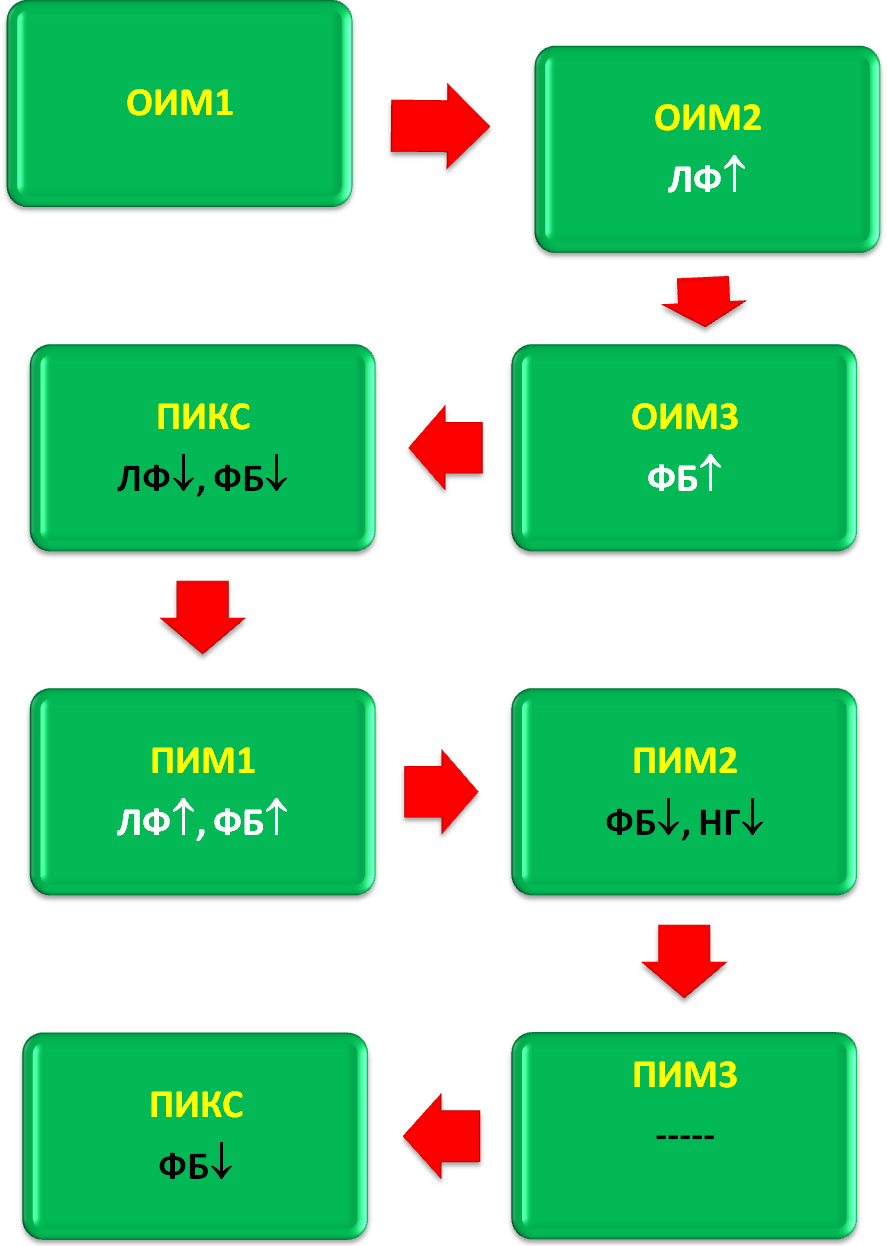 ОИМ1
ОИМ2
ЛФ↑
ОИМ3
ФБ↑
ПИКС
ЛФ↓, ФБ↓
ПИМ1
ЛФ↑, ФБ↑
ПИМ2
ФБ↓, НГ↓
ПИМ3
-----
ПИКС
ФБ↓